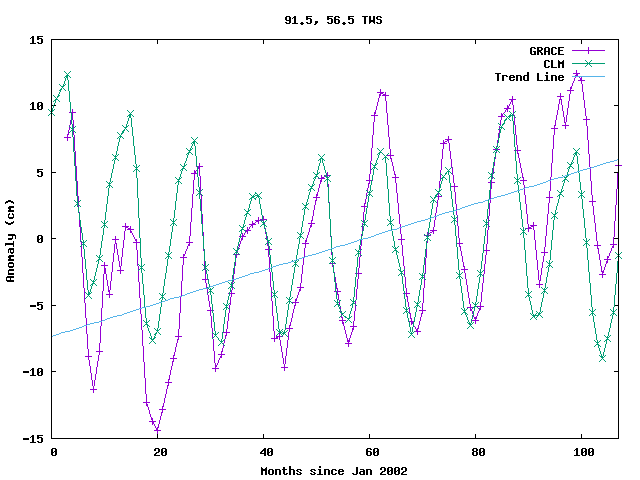 91.5, 56.5 TWS
GRACE
CLM
Trend Line
15
10
5
0
-5
-10
-15
Anomaly (cm)
0 20 40 60 80 100
Months since Jan 2002